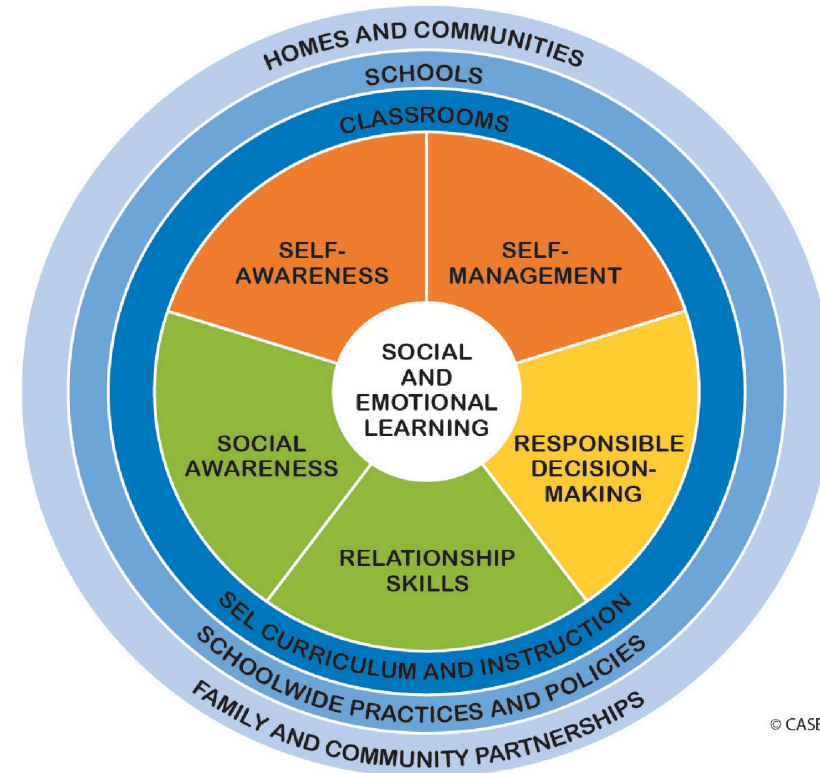 HOMES AND COMMUNITIES
SCHOOLS
CLASSROOMS
SELF-
AWARENESS
SELF-
MANAGEMENT
SOCIAL
AND
EMOTIONAL
LEARNING
SOCIAL
AWARENESS
RESPONSIBLE
DECISION-
MAKING
RELATIONSHIP
SKILLS
SEL CURRICULUM AND INSTRUCTION
SCHOOLWIDE PRACTICES AND POLICIES
FAMILY AND COMMUNITY PARTNERSHIPS
©